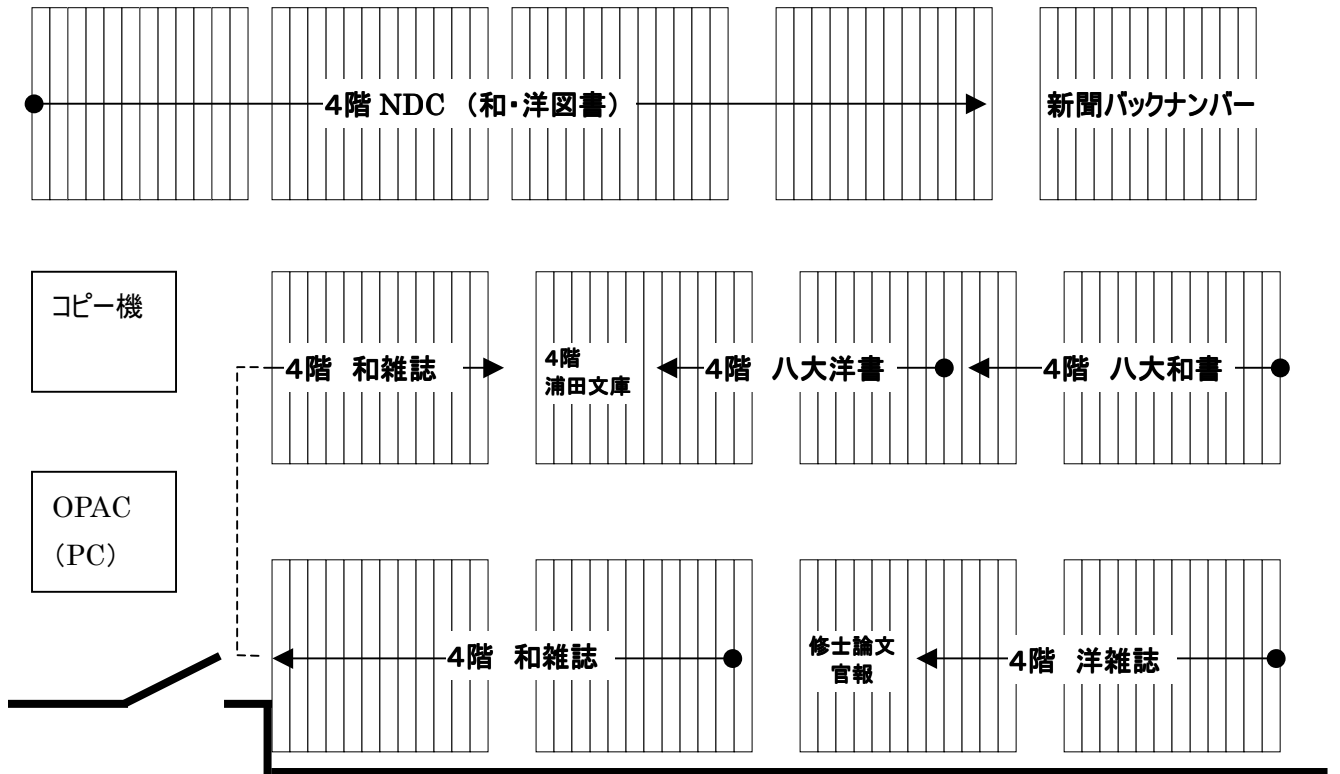 4階 NDC （和・洋図書）
新聞バックナンバー
コピー機
4階 和雑誌
4階
浦田文庫
4階 八大洋書
4階 八大和書
OPAC
（PC）
4階 和雑誌
修士論文
官報
4階 洋雑誌